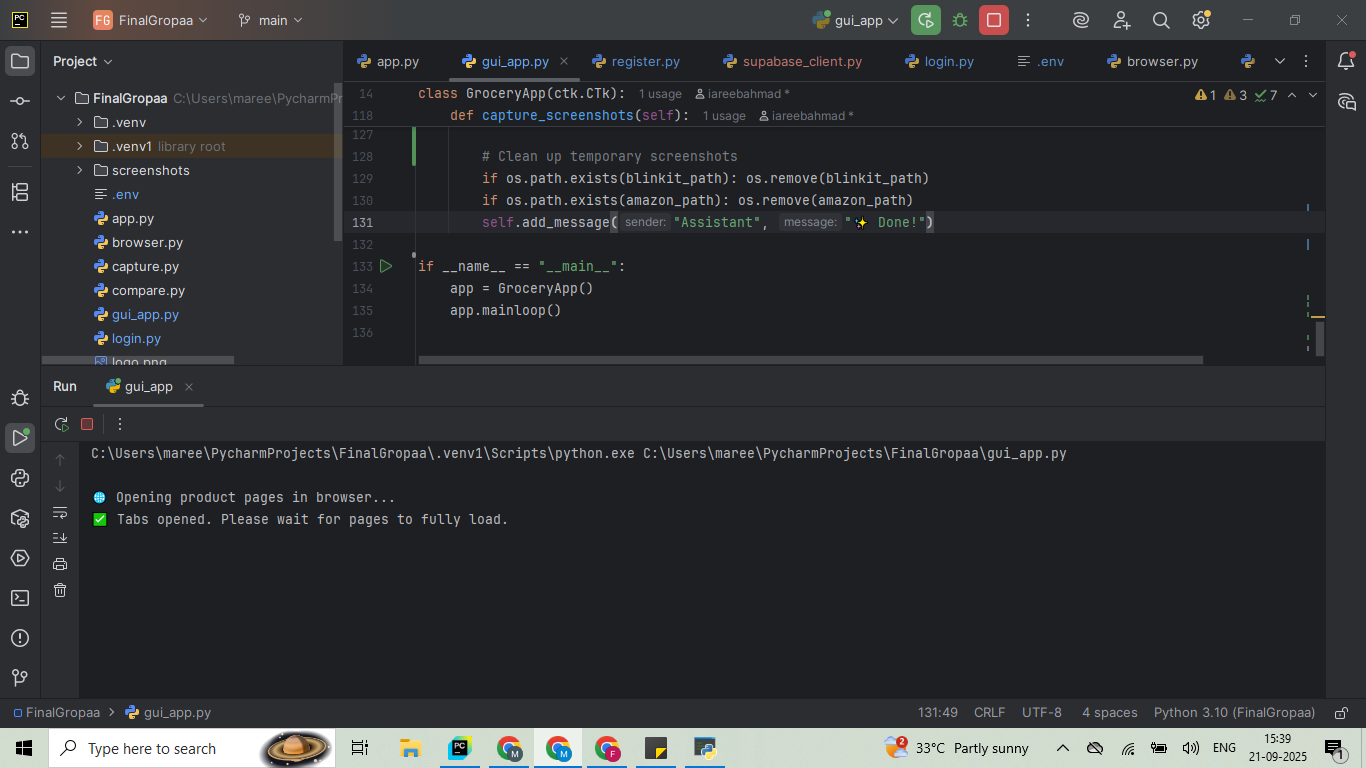 PC
FG FinalGropaa
main
gui_app
Project
app.py
gui_app.py
register.py
supabase_client.py
login.py
.env
browser.py
FinalGropaa C:\Users\maree\PycharmPr
.venv
.venv1 library root
screenshots
.env
app.py
browser.py
capture.py
compare.py
gui_app.py
login.py
logo.png
14 class GroceryApp(ctk.CTk): 1 usage iareebahmad *
118 def capture_screenshots(self): 1 usage iareebahmad *
1 3 7
127
128 # Clean up temporary screenshots
129 if os.path.exists(blinkit_path): os.remove(blinkit_path)
130 if os.path.exists(amazon_path): os.remove(amazon_path)
131 self.add_message( sender: "Assistant", message: "✨ Done!")
132
133 if __name__ == "__main__":
134 app = GroceryApp()
135 app.mainloop()
136
Run gui_app
C:\Users\maree\PycharmProjects\FinalGropaa\.venv1\Scripts\python.exe C:\Users\maree\PycharmProjects\FinalGropaa\gui_app.py
🌐 Opening product pages in browser...
✅ Tabs opened. Please wait for pages to fully load.
FinalGropaa > gui_app.py
131:49 CRLF UTF-8 4 spaces Python 3.10 (FinalGropaa)
Type here to search
PC
M
M
F
2
33°C Partly sunny
ENG
15:39
21-09-2025
1